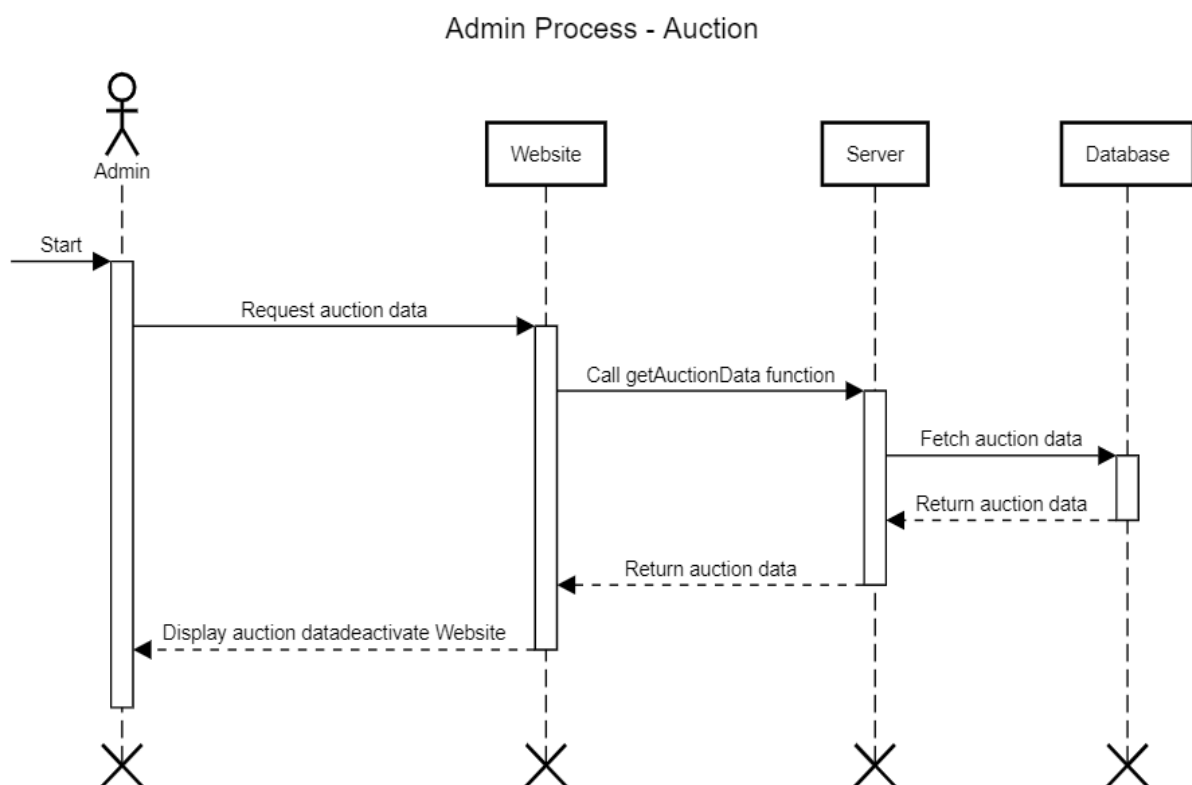 Admin Process - Auction
Admin
Website
Server
Database
Start
Request auction data
Call getAuctionData function
Fetch auction data
Return auction data
Return auction data
Display auction datadeactivate Website